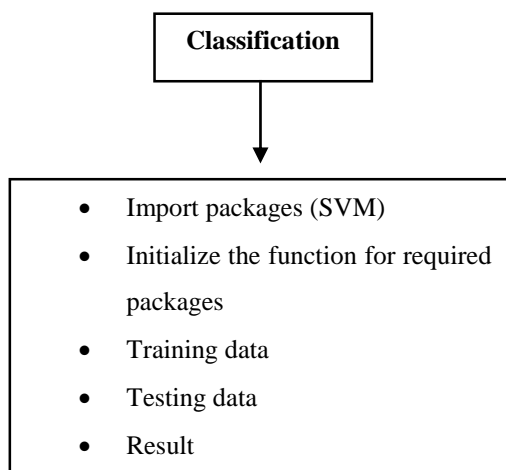 Classification
• Import packages (SVM)
• Initialize the function for required
packages
• Training data
• Testing data
• Result